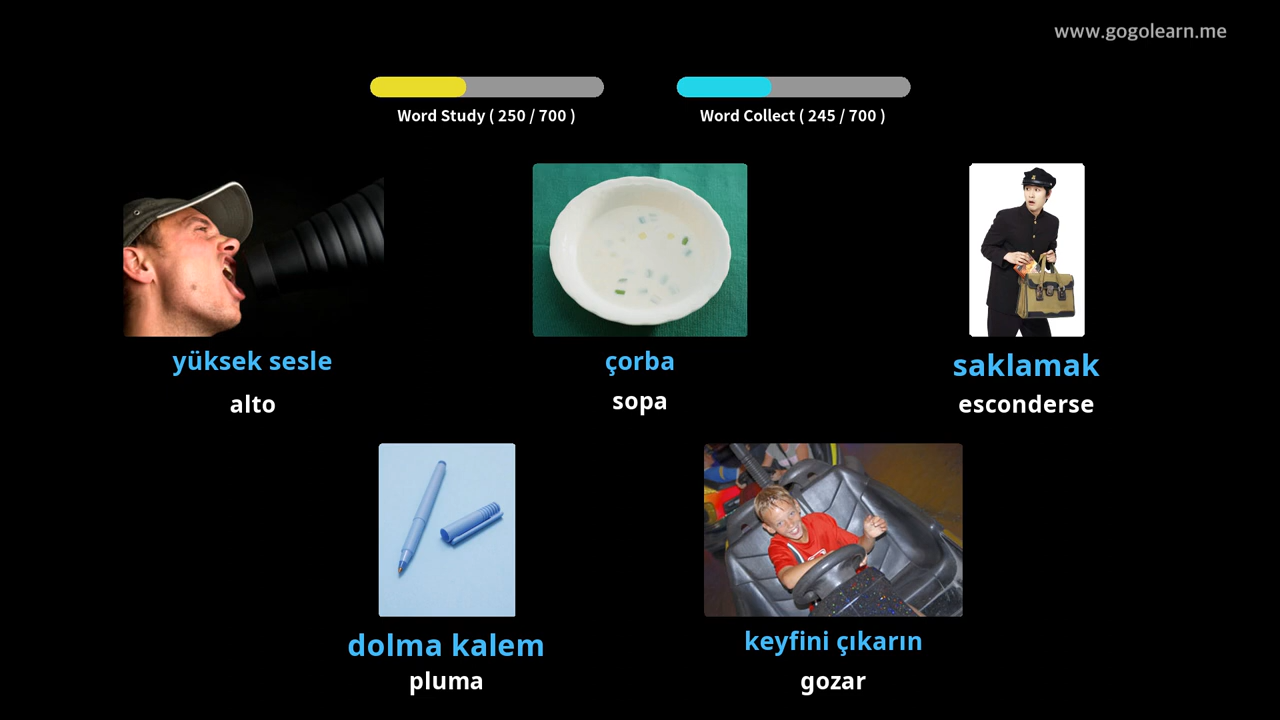 www.gogolearn.me
Word Study ( 250 / 700 )
Word Collect ( 245 / 700 )
yüksek sesle
alto
çorba
sopa
saklamak
esconderse
dolma kalem
pluma
keyfini çıkarın
gozar